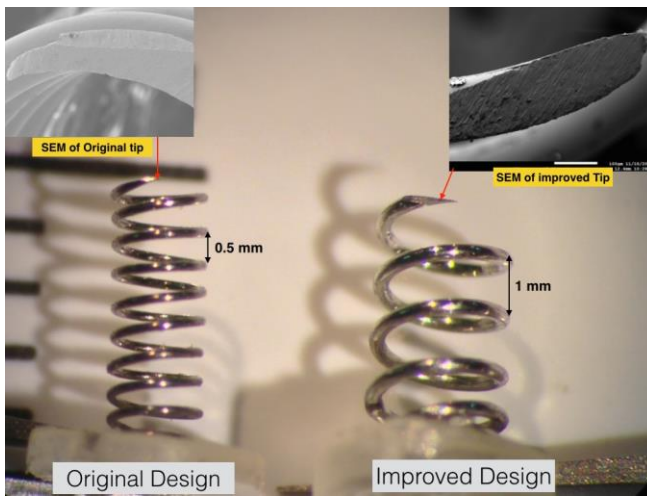 SEM of Original tip
SEM of improved Tip
0.5 mm
1 mm
Original Design
Improved Design